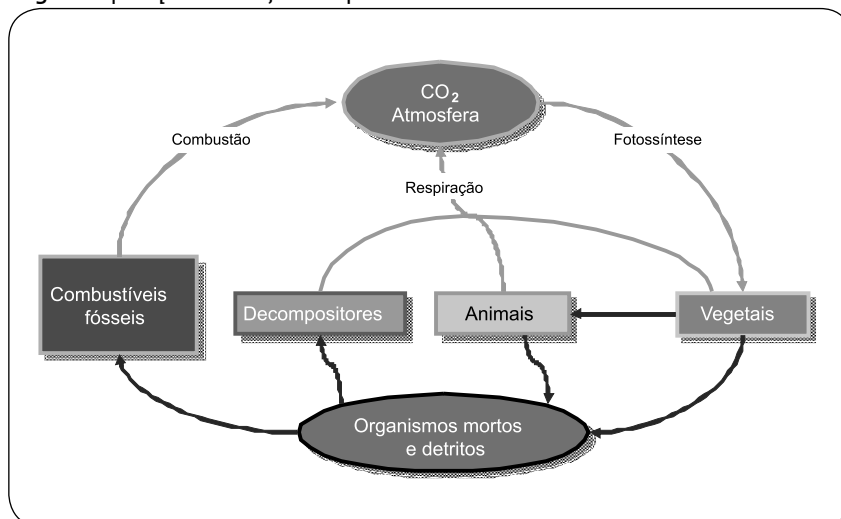 CO2
Atmosfera
Combustão
Fotossíntese
Respiração
Combustíveis
fósseis
Decompositores
Animais
Vegetais
Organismos mortos
e detritos